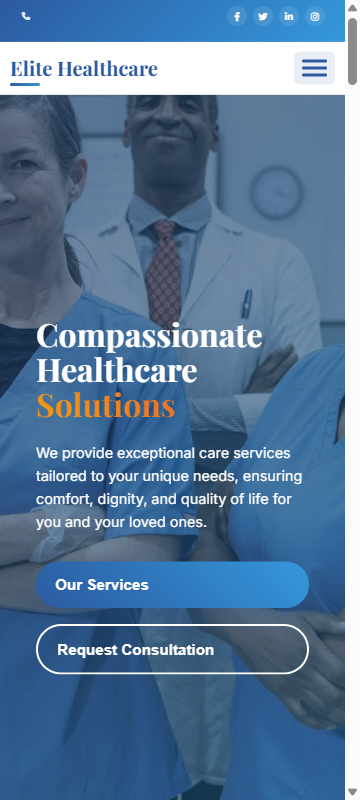 Elite Healthcare
Compassionate
Healthcare
Solutions
We provide exceptional care services
tailored to your unique needs, ensuring
comfort, dignity, and quality of life for
you and your loved ones.
Our Services
Request Consultation